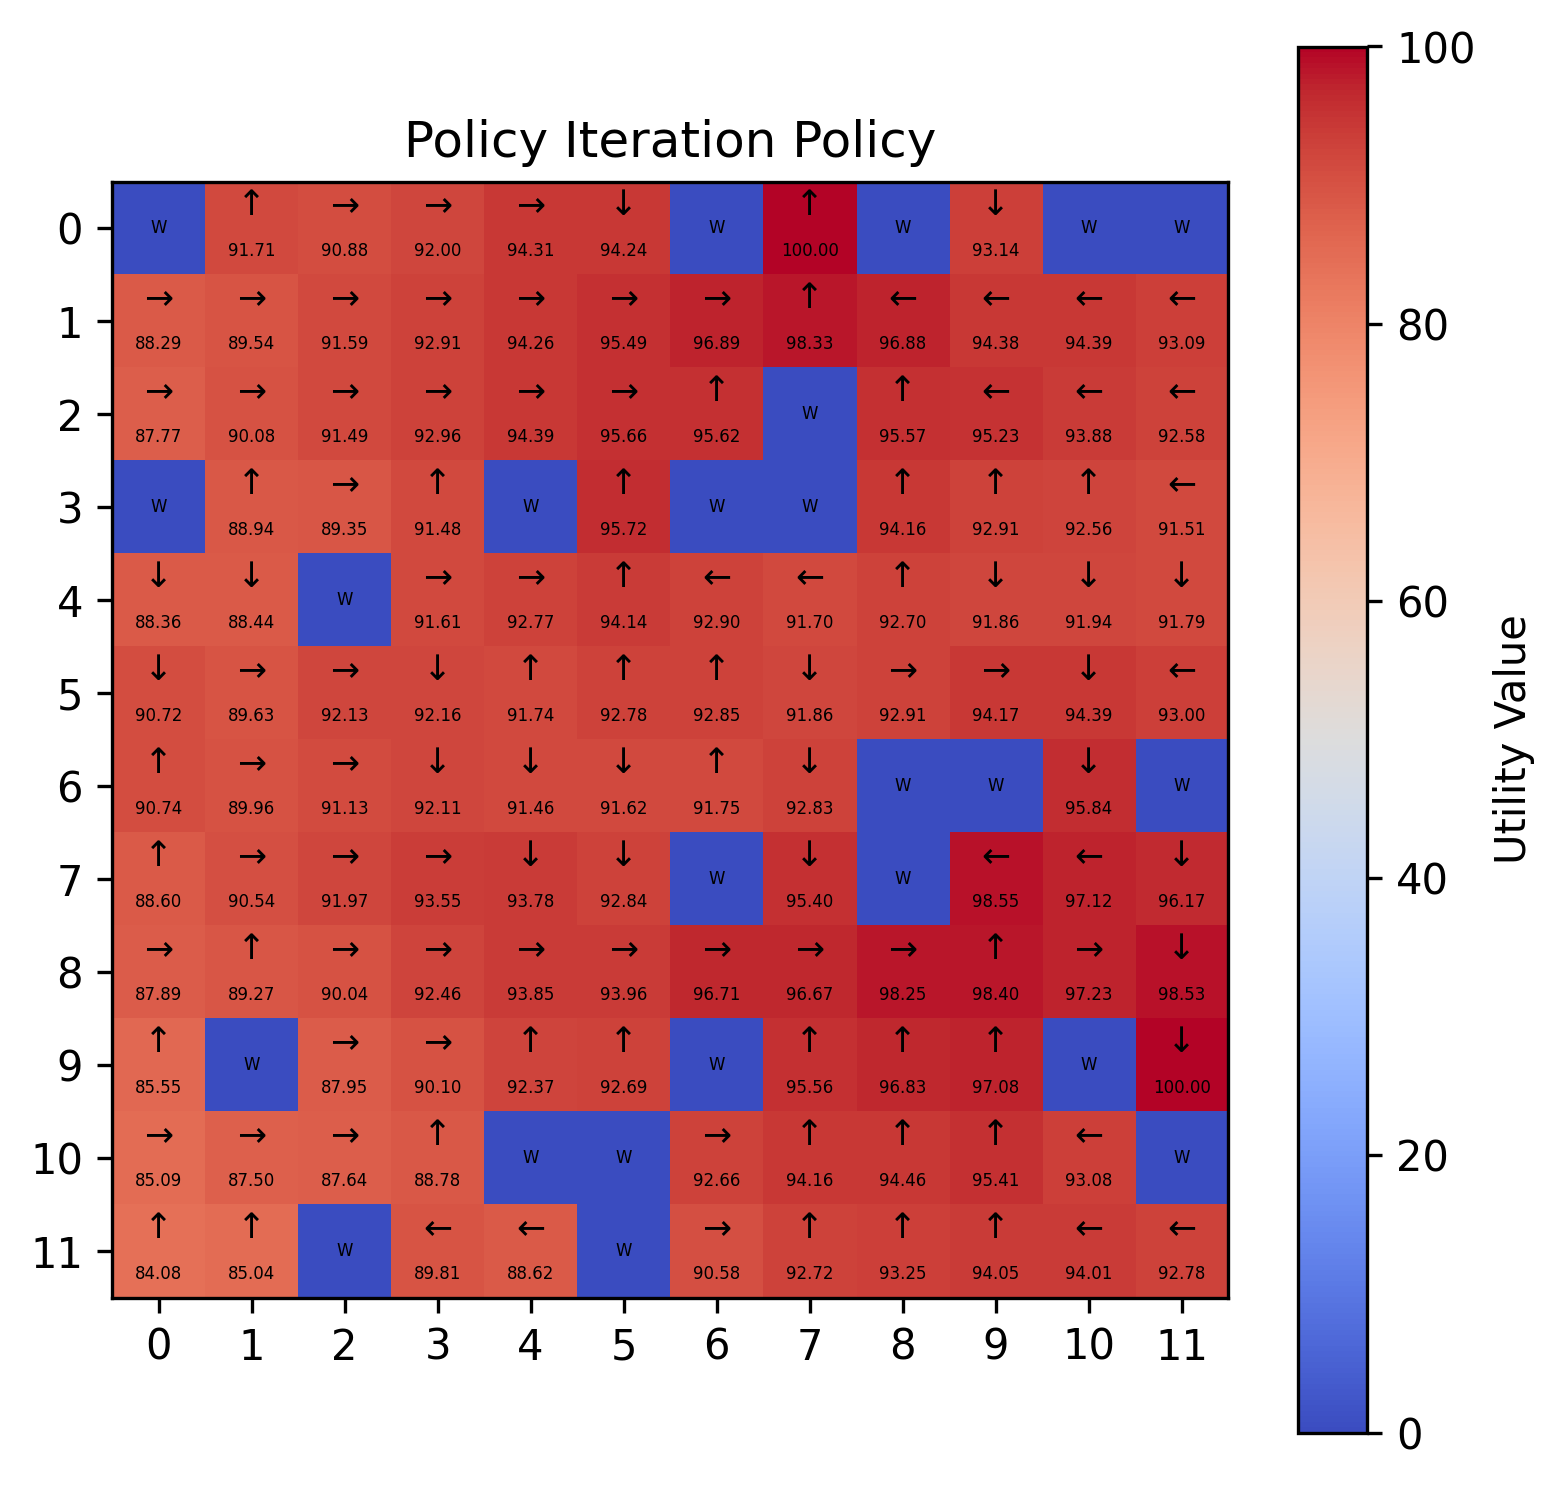 Policy Iteration Policy
0 W ↑ → → → ↓ W ↑ W ↓ W W
91.71 90.88 92.00 94.31 94.24 100.00 93.14
1 → → → → → → → ↑ ← ← ← ←
88.29 89.54 91.59 92.91 94.26 95.49 96.89 98.33 96.88 94.38 94.39 93.09
2 → → → → → → ↑ W ↑ ← ← ←
87.77 90.08 91.49 92.96 94.39 95.66 95.62 95.57 95.23 93.88 92.58
3 W ↑ → ↑ W ↑ W W ↑ ↑ ↑ ←
88.94 89.35 91.48 95.72 94.16 92.91 92.56 91.51
4 ↓ ↓ W → → ↑ ← ← ↑ ↓ ↓ ↓
88.36 88.44 91.61 92.77 94.14 92.90 91.70 92.70 91.86 91.94 91.79
5 ↓ → → ↓ ↑ ↑ ↑ ↓ → → ↓ ←
90.72 89.63 92.13 92.16 91.74 92.78 92.85 91.86 92.91 94.17 94.39 93.00
6 ↑ → → ↓ ↓ ↓ ↑ ↓ W W ↓ W
90.74 89.96 91.13 92.11 91.46 91.62 91.75 92.83 95.84
7 ↑ → → → ↓ ↓ W ↓ W ← ← ↓
88.60 90.54 91.97 93.55 93.78 92.84 95.40 98.55 97.12 96.17
8 → ↑ → → → → → → → ↑ → ↓
87.89 89.27 90.04 92.46 93.85 93.96 96.71 96.67 98.25 98.40 97.23 98.53
9 ↑ W → → ↑ ↑ W ↑ ↑ ↑ W ↓
85.55 87.95 90.10 92.37 92.69 95.56 96.83 97.08 100.00
10 → → → ↑ W W → ↑ ↑ ↑ ← W
85.09 87.50 87.64 88.78 92.66 94.16 94.46 95.41 93.08
11 ↑ ↑ W ← ← W → ↑ ↑ ↑ ← ←
84.08 85.04 89.81 88.62 90.58 92.72 93.25 94.05 94.01 92.78
0 1 2 3 4 5 6 7 8 9 10 11
100
80
60
40
20
0
Utility Value